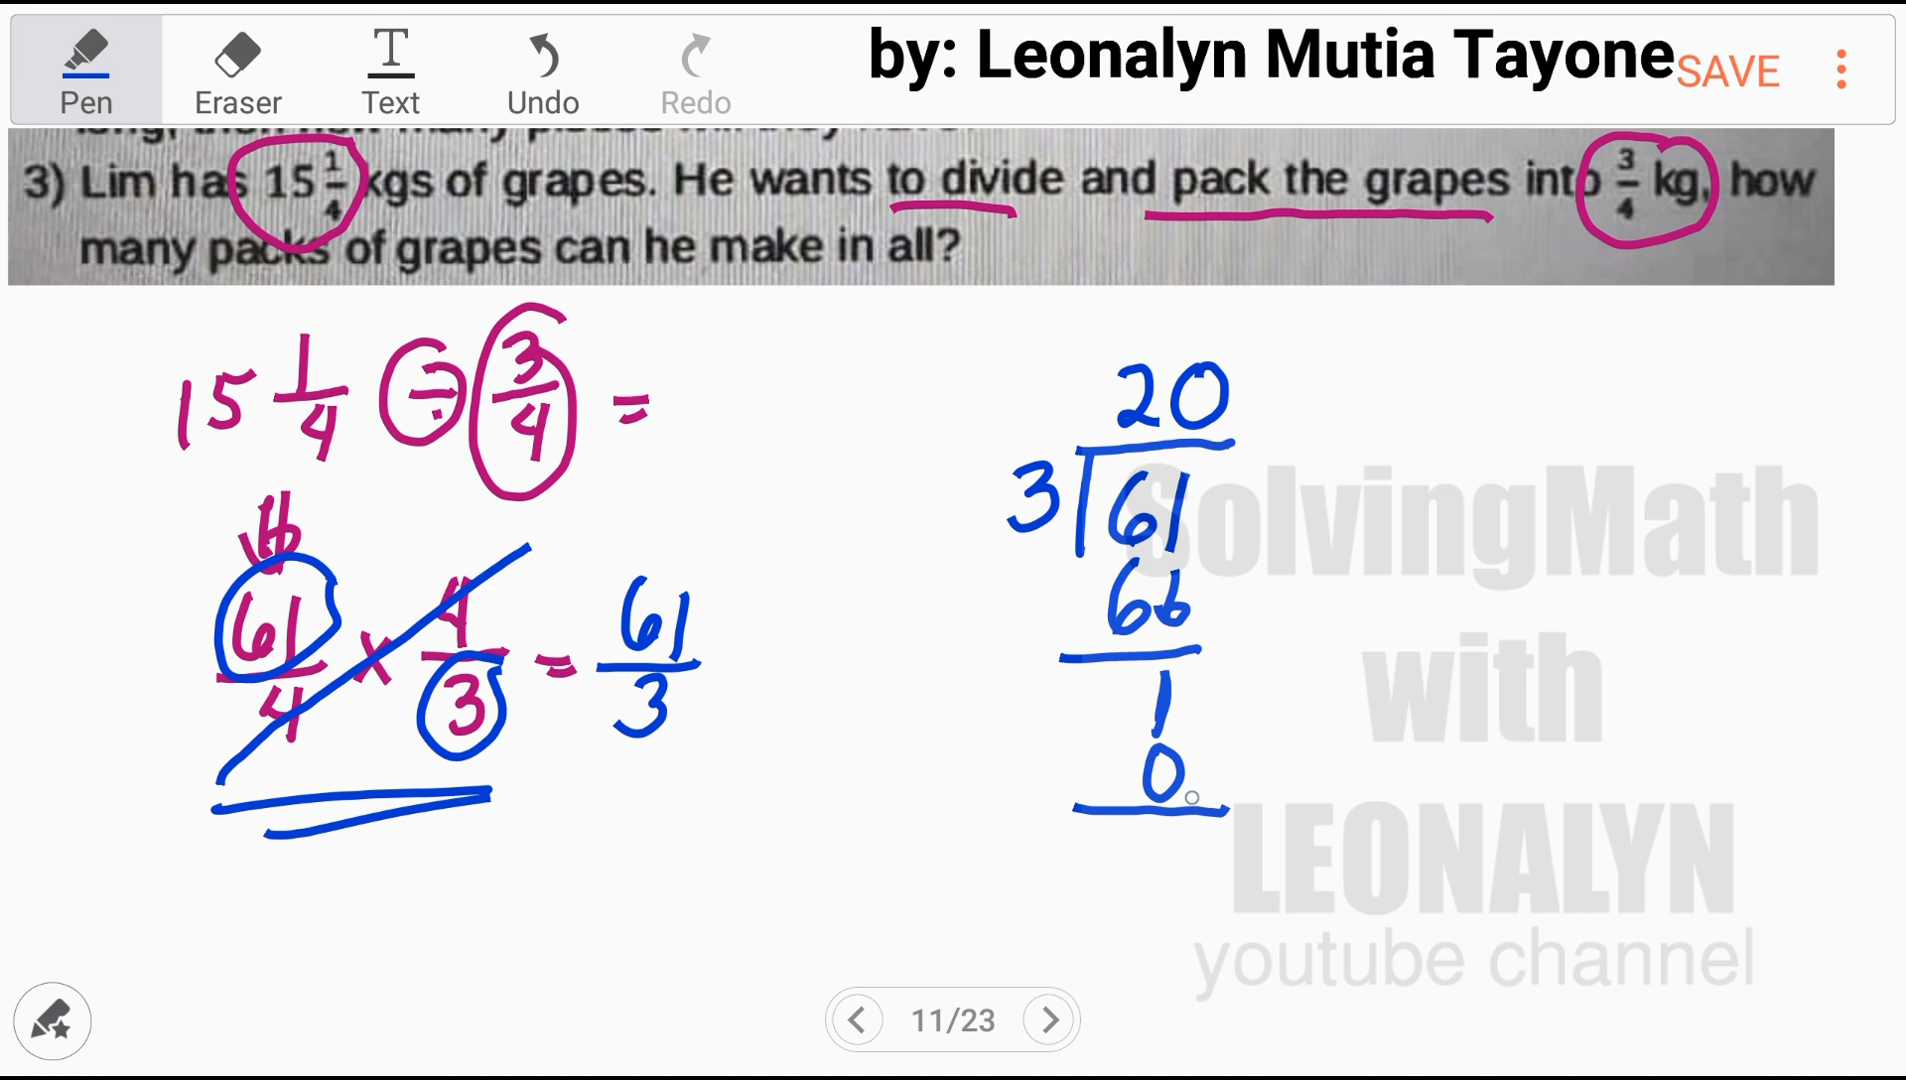 by: Leonalyn Mutia Tayone
SAVE
Pen
Eraser
Text
Undo
Redo
3) Lim has 15 1/4 kgs of grapes. He wants to divide and pack the grapes into 3/4 kg, how
many packs of grapes can he make in all?
15 1/4 ÷ 3/4 =
61/4 x 4/3 = 61/3
20
3 61
1
0
SolvingMath
with
LEONALYN
youtube channel
11/23